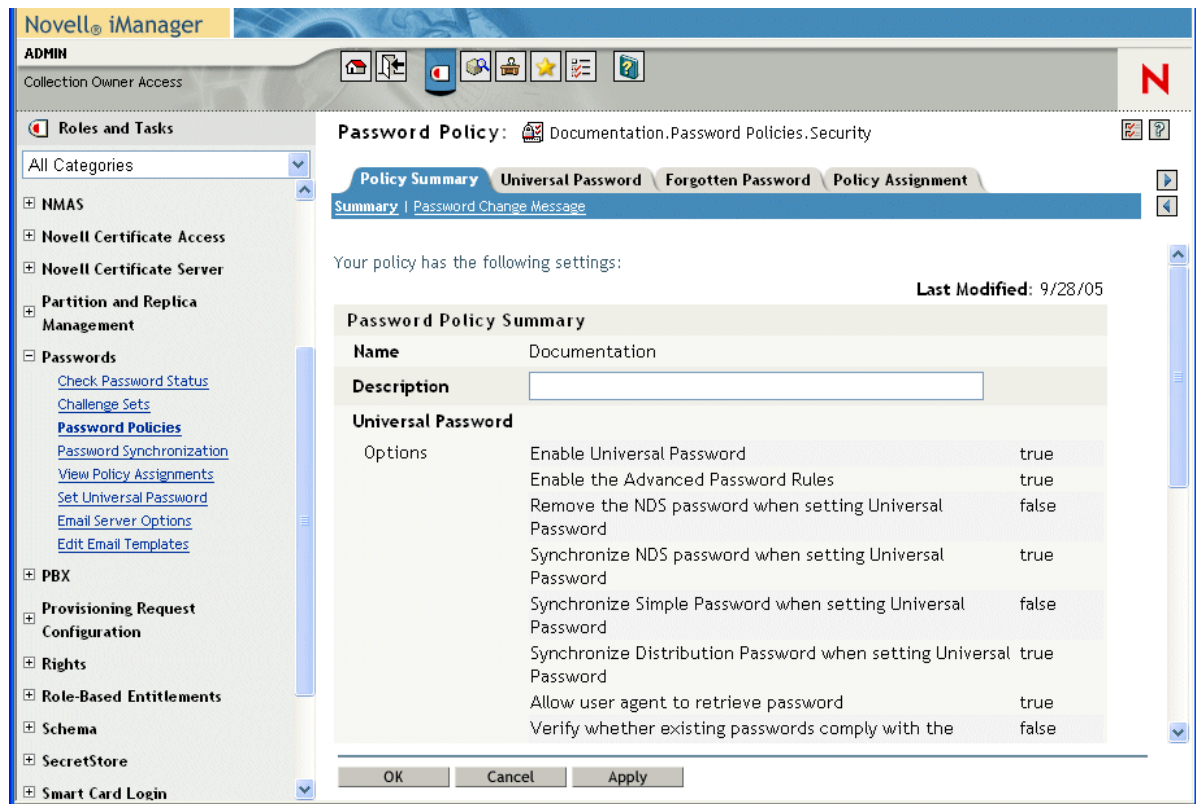 Novell® iManager
ADMIN
Collection Owner Access
N
Roles and Tasks
All Categories
NMAS
Novell Certificate Access
Novell Certificate Server
Partition and Replica
Management
Passwords
Check Password Status
Challenge Sets
Password Policies
Password Synchronization
View Policy Assignments
Set Universal Password
Email Server Options
Edit Email Templates
PBX
Provisioning Request
Configuration
Rights
Role-Based Entitlements
Schema
SecretStore
Smart Card Login
Password Policy: Documentation.Password Policies.Security
Policy Summary Universal Password Forgotten Password Policy Assignment
Summary | Password Change Message
Your policy has the following settings:
Last Modified: 9/28/05
Password Policy Summary
Name Documentation
Description
Universal Password
Options Enable Universal Password true
Enable the Advanced Password Rules true
Remove the NDS password when setting Universal false
Password
Synchronize NDS password when setting Universal true
Password
Synchronize Simple Password when setting Universal false
Password
Synchronize Distribution Password when setting Universal true
Password
Allow user agent to retrieve password true
Verify whether existing passwords comply with the false
OK Cancel Apply